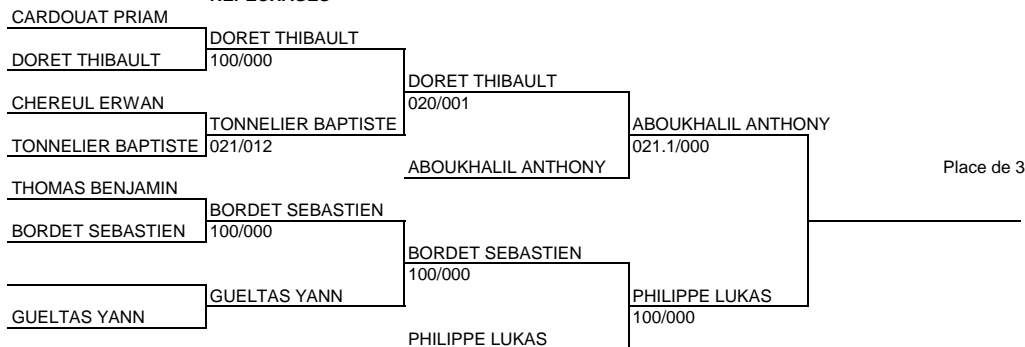 CARDOUAT PRIAM
DORET THIBAULT
DORET THIBAULT
100/000
DORET THIBAULT
020/001
CHEREUL ERWAN
TONNELIER BAPTISTE
TONNELIER BAPTISTE
021/012
ABOUKHALIL ANTHONY
021.1/000
ABOUKHALIL ANTHONY
Place de 3
THOMAS BENJAMIN
BORDET SEBASTIEN
BORDET SEBASTIEN
100/000
BORDET SEBASTIEN
100/000
GUELTAS YANN
GUELTAS YANN
PHILIPPE LUKAS
100/000
PHILIPPE LUKAS